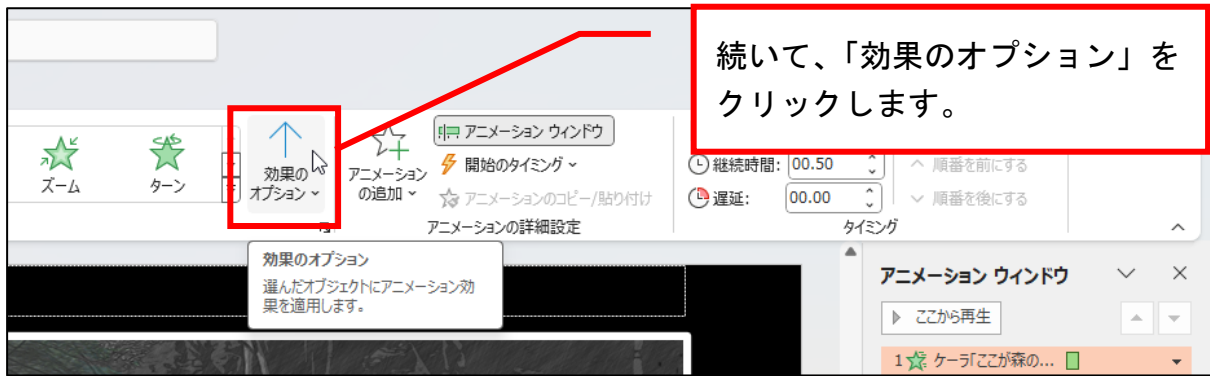 続いて、「効果のオプション」を
クリックします。
ズーム
ターン
効果の
オプション
アニメーション
の追加
アニメーション ウィンドウ
開始のタイミング
アニメーションのコピー/貼り付け
アニメーションの詳細設定
継続時間: 00.50
遅延: 00.00
順番を前にする
順番を後にする
タイミング
効果のオプション
選んだオブジェクトにアニメーション効
果を適用します。
アニメーション ウィンドウ
ここから再生
1 ケーラ「ここが森の...